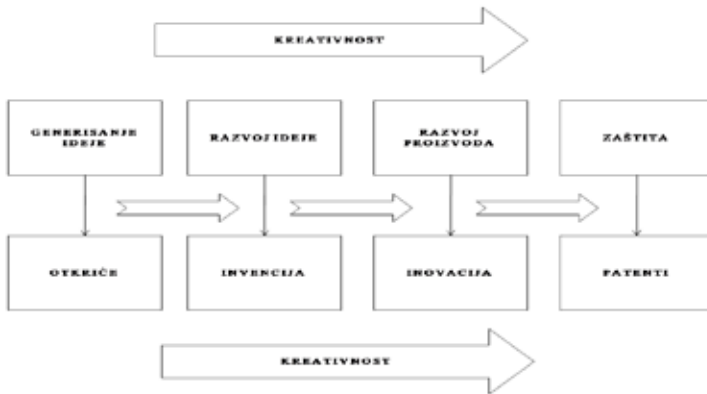 KREATIVNOST
GENERISANJE
IDEJE
RAZVOJ IDEJE
RAZVOJ
PROIZVODA
ZAŠTITA
OTKRIĆE
INVENCIJA
INOVACIJA
PATENTI
KREATIVNOST